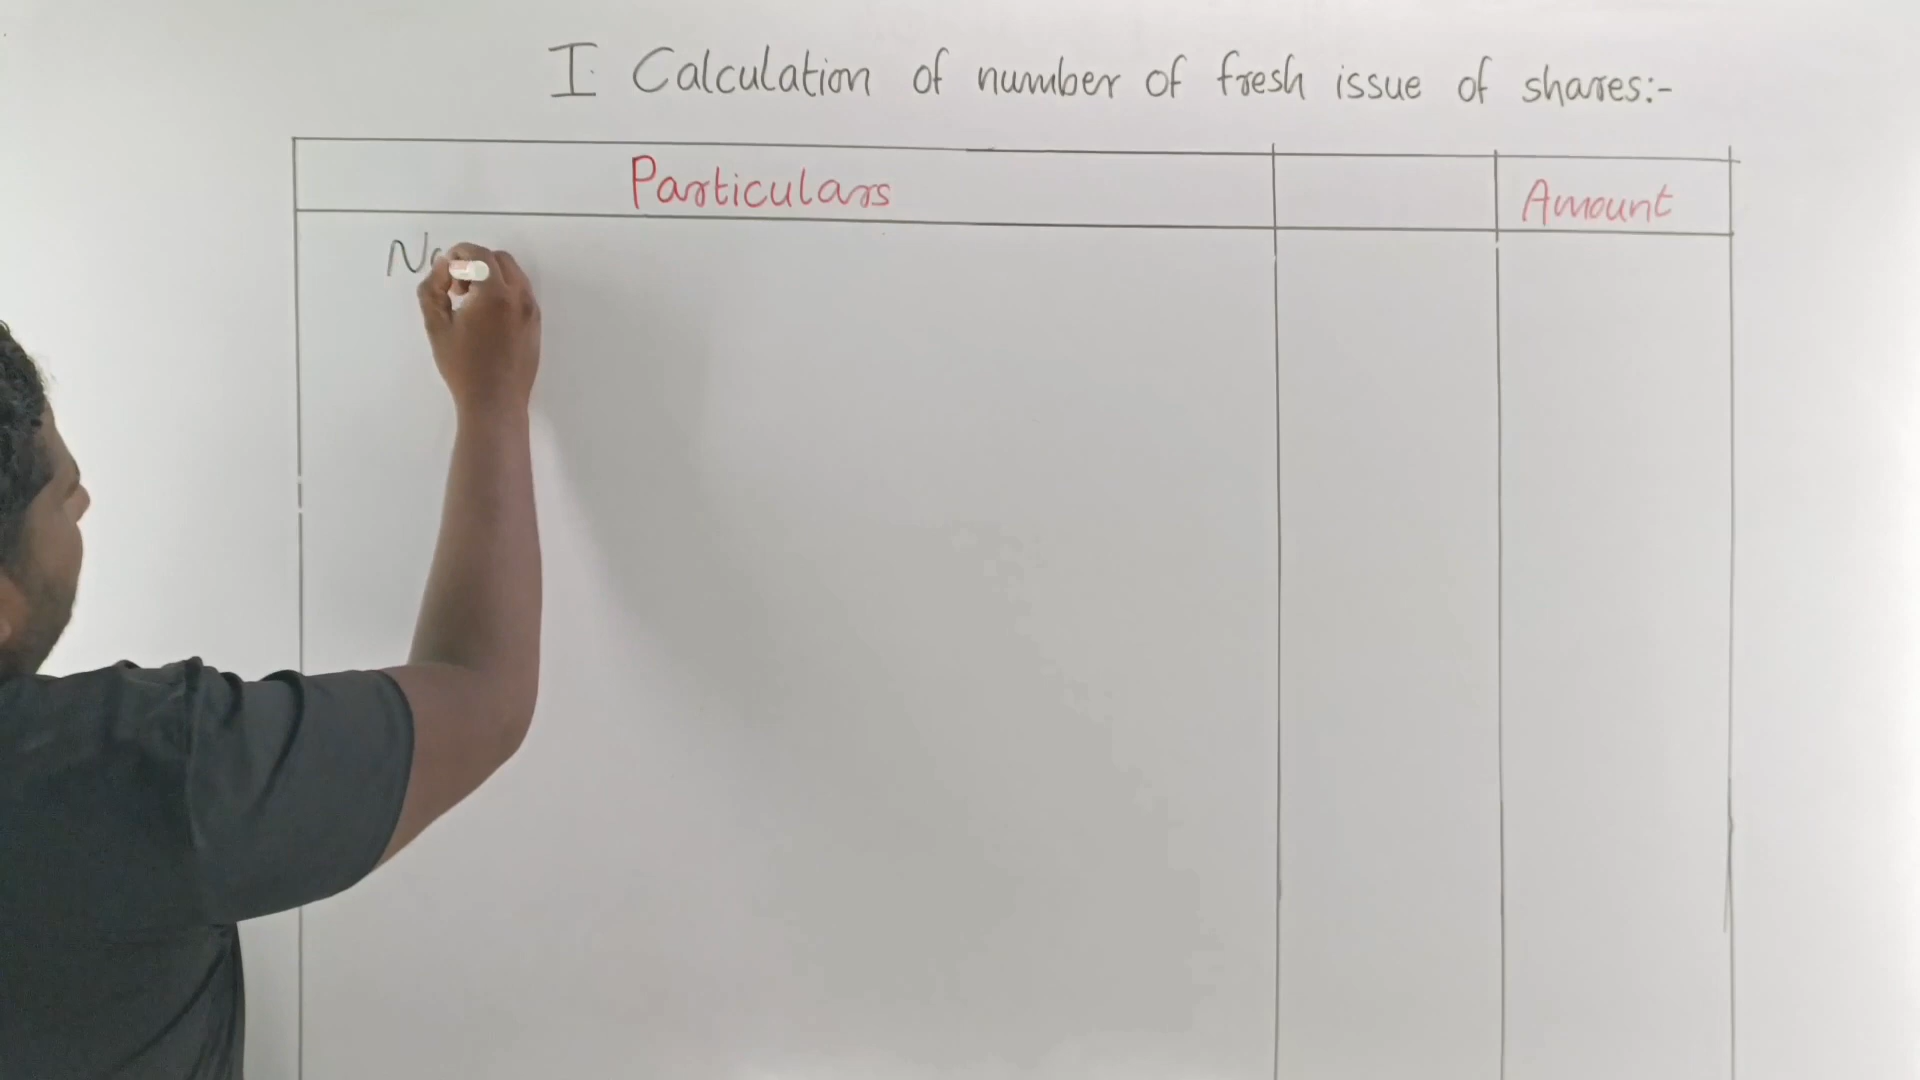 I. Calculation of number of fresh issue of shares:-
Particulars Amount